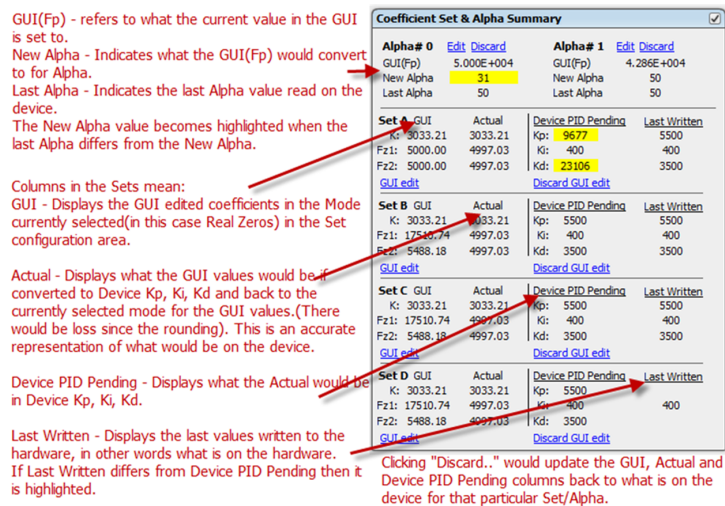 GUI(Fp) - refers to what the current value in the GUI
is set to.
New Alpha - Indicates what the GUI(Fp) would convert
to for Alpha.
Last Alpha - Indicates the last Alpha value read on the
device.
The New Alpha value becomes highlighted when the
last Alpha differs from the New Alpha.
Columns in the Sets mean:
GUI - Displays the GUI edited coefficients in the Mode
currently selected(in this case Real Zeros) in the Set
configuration area.
Actual - Displays what the GUI values would be if
converted to Device Kp, Ki, Kd and back to the
currently selected mode for the GUI values.(There
would be loss since the rounding). This is an accurate
representation of what would be on the device.
Device PID Pending - Displays what the Actual would be
in Device Kp, Ki, Kd.
Last Written - Displays the last values written to the
hardware, in other words what is on the hardware.
If Last Written differs from Device PID Pending then it
is highlighted.
Coefficient Set & Alpha Summary
Alpha# 0 Edit Discard Alpha# 1 Edit Discard
GUI(Fp) 5.000E+004 GUI(Fp) 4.286E+004
New Alpha 31 New Alpha 50
Last Alpha 50 Last Alpha 50
Set A GUI Actual Device PID Pending Last Written
K: 3033.21 3033.21 Kp: 9677 5500
Fz1: 5000.00 4997.03 Ki: 400 400
Fz2: 5000.00 4997.03 Kd: 23106 3500
GUI edit Discard GUI edit
Set B GUI Actual Device PID Pending Last Written
K: 3033.21 3033.21 Kp: 5500 5500
Fz1: 17510.74 4997.03 Ki: 400 400
Fz2: 5488.18 4997.03 Kd: 3500 3500
GUI edit Discard GUI edit
Set C GUI Actual Device PID Pending Last Written
K: 3033.21 3033.21 Kp: 5500 5500
Fz1: 17510.74 4997.03 Ki: 400 400
Fz2: 5488.18 4997.03 Kd: 3500 3500
GUI edit Discard GUI edit
Set D GUI Actual Device PID Pending Last Written
K: 3033.21 3033.21 Kp: 5500
Fz1: 17510.74 4997.03 Ki: 400 400
Fz2: 5488.18 4997.03 Kd: 3500
GUI edit Discard GUI edit
Clicking "Discard.." would update the GUI, Actual and
Device PID Pending columns back to what is on the
device for that particular Set/Alpha.